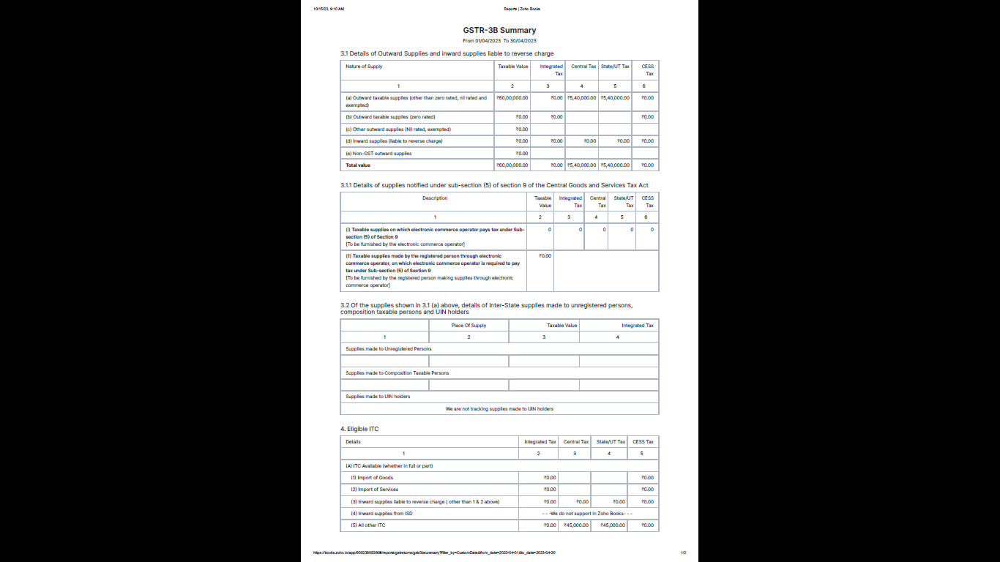 10/15/23, 9:10 AM Reports | Zoho Books
GSTR-3B Summary
From 01/04/2023 To 30/04/2023
3.1 Details of Outward Supplies and inward supplies liable to reverse charge
Nature of Supply Taxable Value Integrated Tax Central Tax State/UT Tax CESS Tax
1 2 3 4 5 6
(a) Outward taxable supplies (other than zero rated, nil rated and ₹60,00,000.00 ₹0.00 ₹5,40,000.00 ₹5,40,000.00 ₹0.00
exempted)
(b) Outward taxable supplies (zero rated) ₹0.00 ₹0.00 ₹0.00
(c) Other outward supplies (Nil rated, exempted) ₹0.00
(d) Inward supplies (liable to reverse charge) ₹0.00 ₹0.00 ₹0.00 ₹0.00 ₹0.00
(e) Non-GST outward supplies ₹0.00
Total value ₹60,00,000.00 ₹0.00 ₹5,40,000.00 ₹5,40,000.00 ₹0.00
3.1.1 Details of supplies notified under sub-section (5) of section 9 of the Central Goods and Services Tax Act
Description Taxable Value Integrated Tax Central Tax State/UT Tax CESS Tax
1 2 3 4 5 6
(i) Taxable supplies on which electronic commerce operator pays tax under Sub- 0 0 0 0 0
section (5) of Section 9
[To be furnished by the electronic commerce operator]
(ii) Taxable supplies made by the registered person through electronic ₹0.00
commerce operator, on which electronic commerce operator is required to pay
tax under Sub-section (5) of Section 9
[To be furnished by the registered person making supplies through electronic
commerce operator]
3.2 Of the supplies shown in 3.1 (a) above, details of inter-State supplies made to unregistered persons,
composition taxable persons and UIN holders
Place Of Supply Taxable Value Integrated Tax
1 2 3 4
Supplies made to Unregistered Persons
Supplies made to Composition Taxable Persons
Supplies made to UIN holders
We are not tracking supplies made to UIN holders
4. Eligible ITC
Details Integrated Tax Central Tax State/UT Tax CESS Tax
1 2 3 4 5
(A) ITC Available (whether in full or part)
(1) Import of Goods ₹0.00 ₹0.00
(2) Import of Services ₹0.00 ₹0.00
(3) Inward supplies liable to reverse charge ( other than 1 & 2 above) ₹0.00 ₹0.00 ₹0.00 ₹0.00
(4) Inward supplies from ISD - - -We do not support in Zoho Books- - -
(5) All other ITC ₹0.00 ₹45,000.00 ₹45,000.00 ₹0.00
1/2